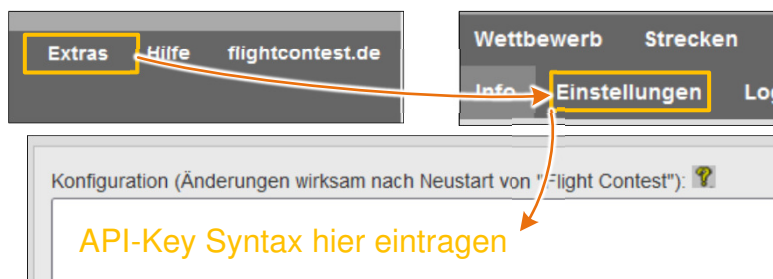 Extras Hilfe flightcontest.de
Wettbewerb Strecken
Info Einstellungen
Konfiguration (Änderungen wirksam nach Neustart von "Flight Contest"):
API-Key Syntax hier eintragen